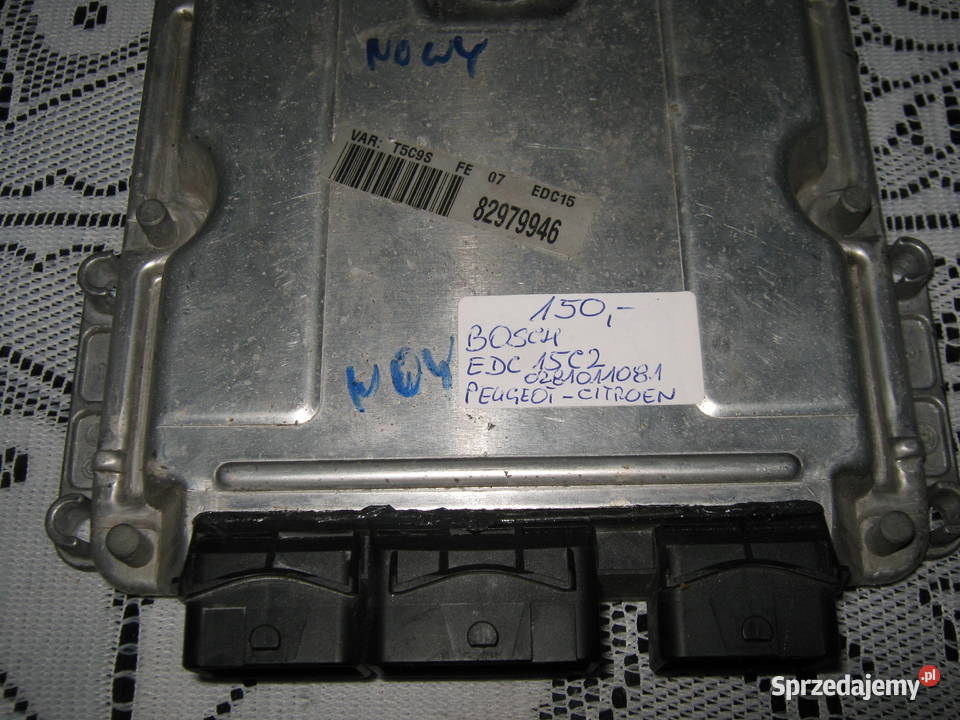 NOWY
VAR: T5C9S FE 07 EDC15
82979946
150,-
BOSCH
EDC 15C2
0281011081
PEUGEOT-CITROEN
NOWY
Sprzedajemy.pl